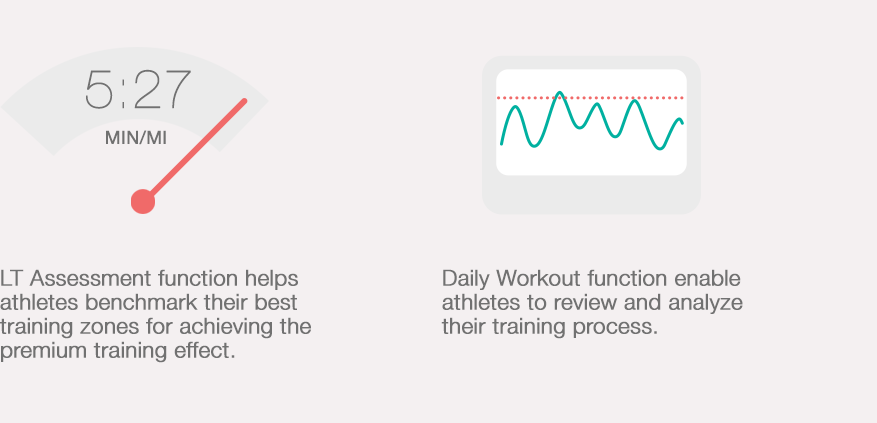 5:27
MIN/MI
LT Assessment function helps
athletes benchmark their best
training zones for achieving the
premium training effect.
Daily Workout function enable
athletes to review and analyze
their training process.